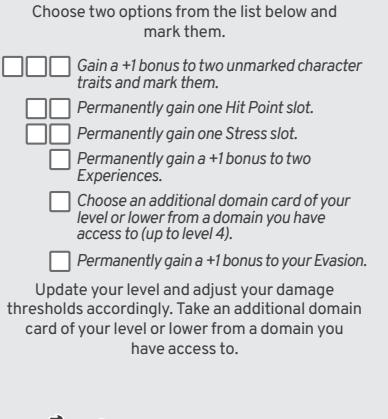 Choose two options from the list below and
mark them.
Gain a +1 bonus to two unmarked character
traits and mark them.
Permanently gain one Hit Point slot.
Permanently gain one Stress slot.
Permanently gain a +1 bonus to two
Experiences.
Choose an additional domain card of your
level or lower from a domain you have
access to (up to level 4).
Permanently gain a +1 bonus to your Evasion.
Update your level and adjust your damage
thresholds accordingly. Take an additional domain
card of your level or lower from a domain you
have access to.